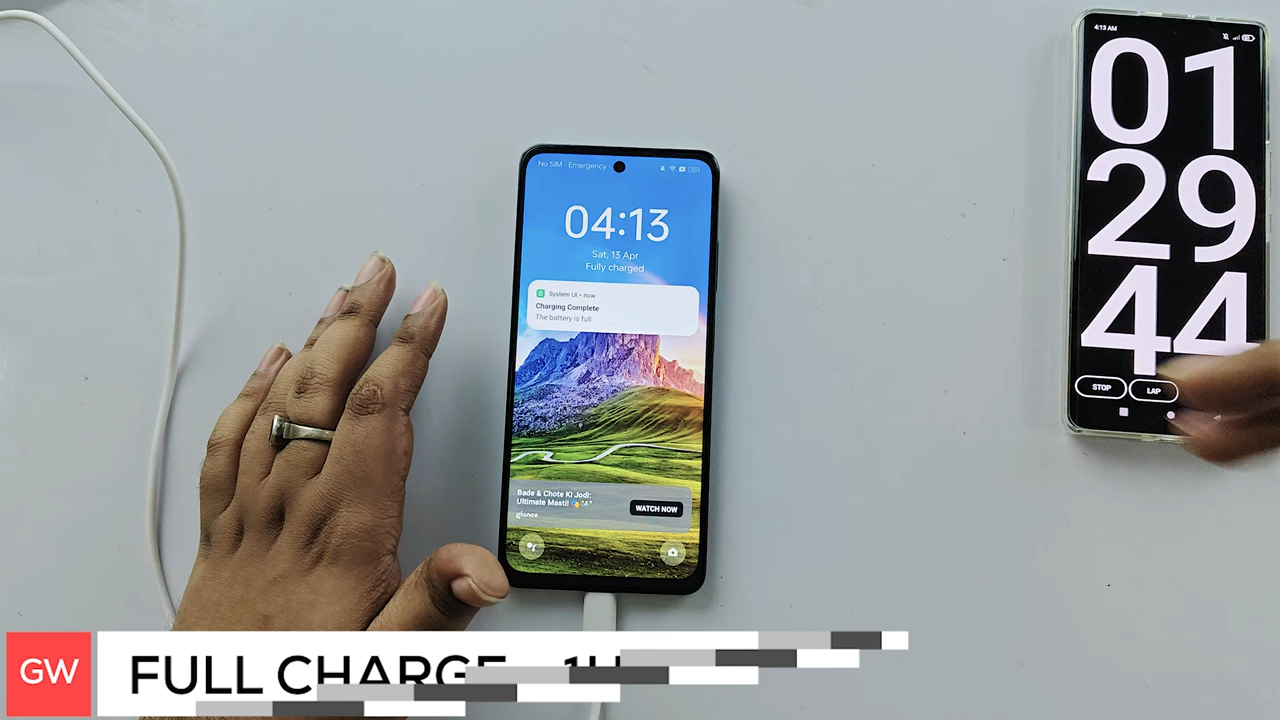 No SIM - Emergency
04:13
Sat, 13 Apr
Fully charged
System UI • now
Charging Complete
The battery is full
Bade & Chote Ki Jodi:
Ultimate Masti!
glance
WATCH NOW
4:13 AM
01
29
44
STOP
LAP
GW
FULL CHARGE